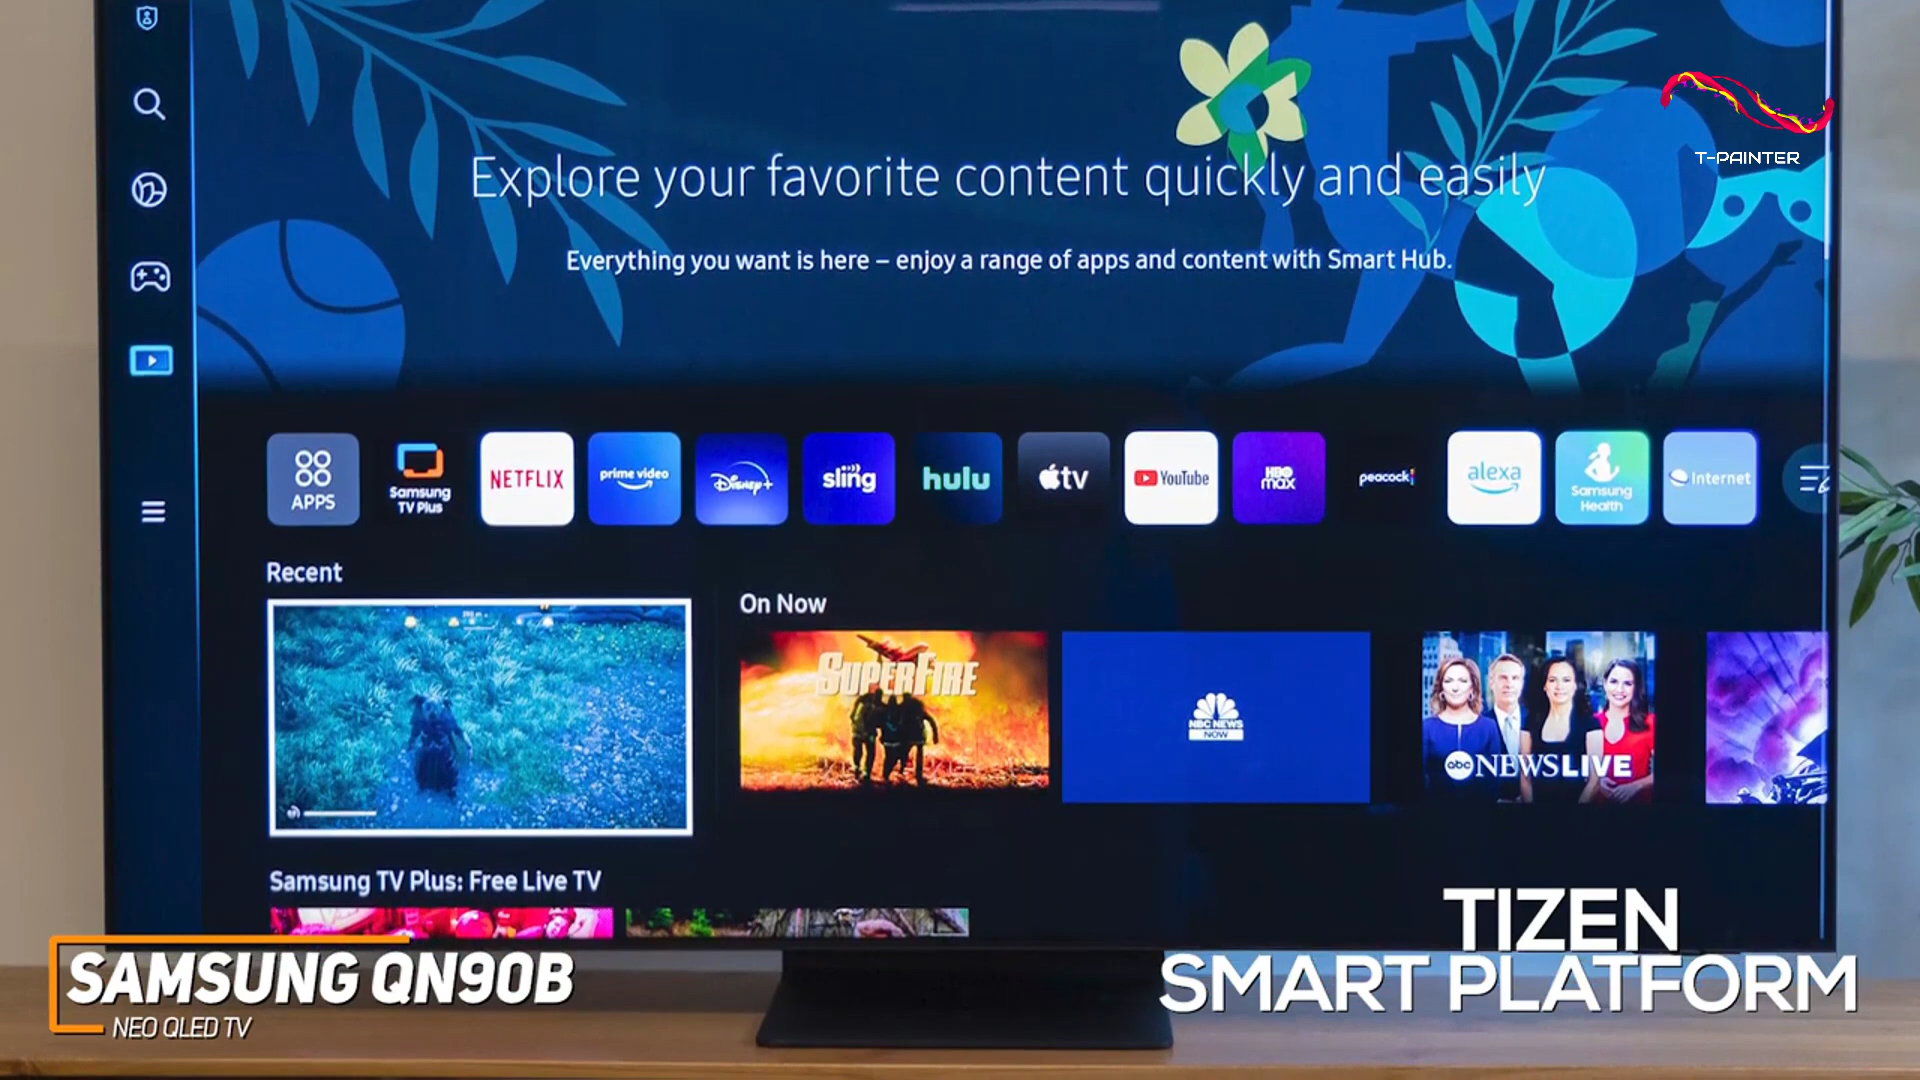 T-PAINTER
Explore your favorite content quickly and easily
Everything you want is here – enjoy a range of apps and content with Smart Hub.
APPS
Samsung
TV Plus
NETFLIX
prime video
Disney+
sling
hulu
tv
YouTube
HBO
max
peacock
alexa
Samsung
Health
Internet
Recent
On Now
SUPERFIRE
NBC NEWS
NOW
abc NEWS LIVE
Samsung TV Plus: Free Live TV
TIZEN
SMART PLATFORM
SAMSUNG QN90B
NEO QLED TV